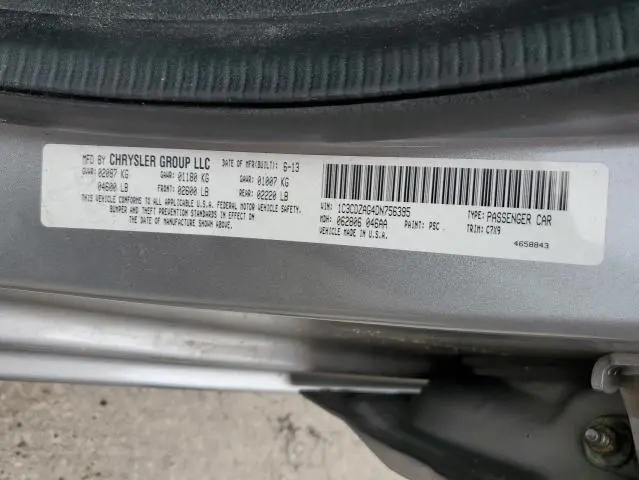 MFD BY CHRYSLER GROUP LLC DATE OF MFR(BUILT): 6-13
GVWR: 02087 KG GAWR: 01180 KG GAWR: 01007 KG
04600 LB FRONT: 02600 LB REAR: 02220 LB
THIS VEHICLE CONFORMS TO ALL APPLICABLE U.S.A. FEDERAL MOTOR VEHICLE SAFETY,
BUMPER AND THEFT PREVENTION STANDARDS IN EFFECT ON
THE DATE OF MANUFACTURE SHOWN ABOVE.
VIN: 1C3CDZAG4DN756385 TYPE: PASSENGER CAR
MDH: 062806 046AA PAINT: PSC TRIM: C7X9
VEHICLE MADE IN U.S.A.
4658843